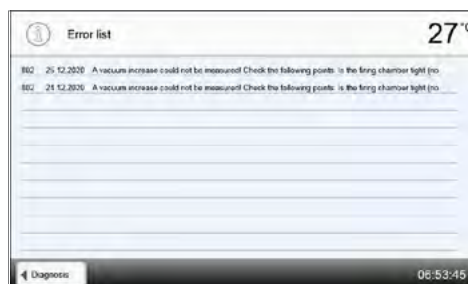 Error list
27°C
802 25.12.2020 A vacuum increase could not be measured! Check the following points: is the firing chamber tight (no
802 21.12.2020 A vacuum increase could not be measured! Check the following points: is the firing chamber tight (no
Diagnosis
06:53:45